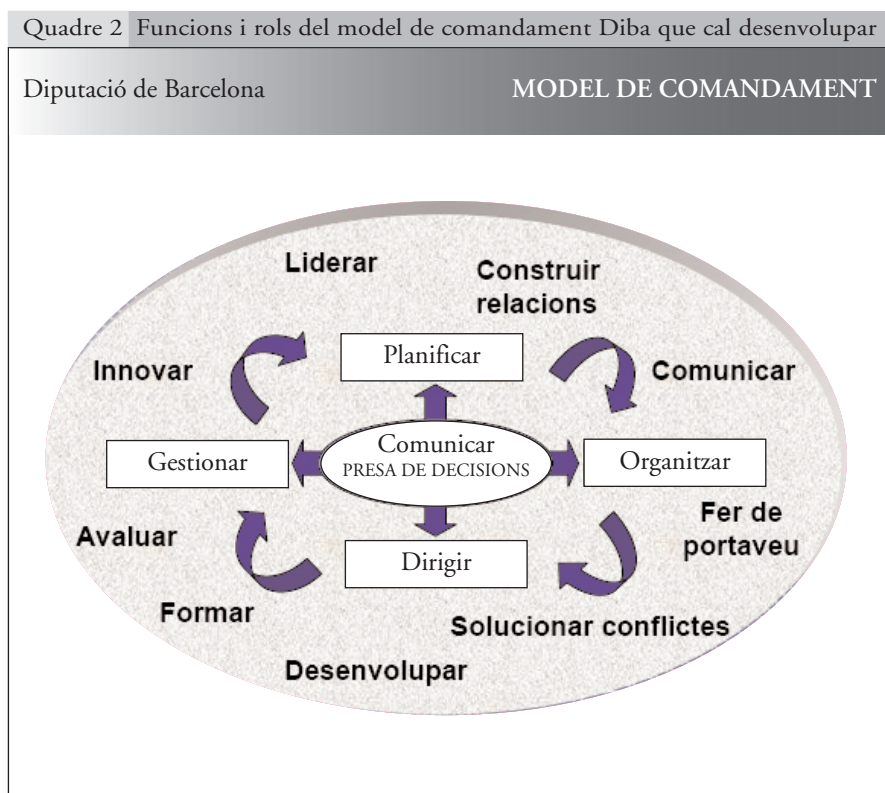 Quadre 2 Funcions i rols del model de comandament Diba que cal desenvolupar
Diputació de Barcelona MODEL DE COMANDAMENT
Liderar
Construir
relacions
Planificar
Innovar
Comunicar
Comunicar
PRESA DE DECISIONS
Gestionar
Organitzar
Avaluar
Fer de
portaveu
Dirigir
Formar
Solucionar conflictes
Desenvolupar